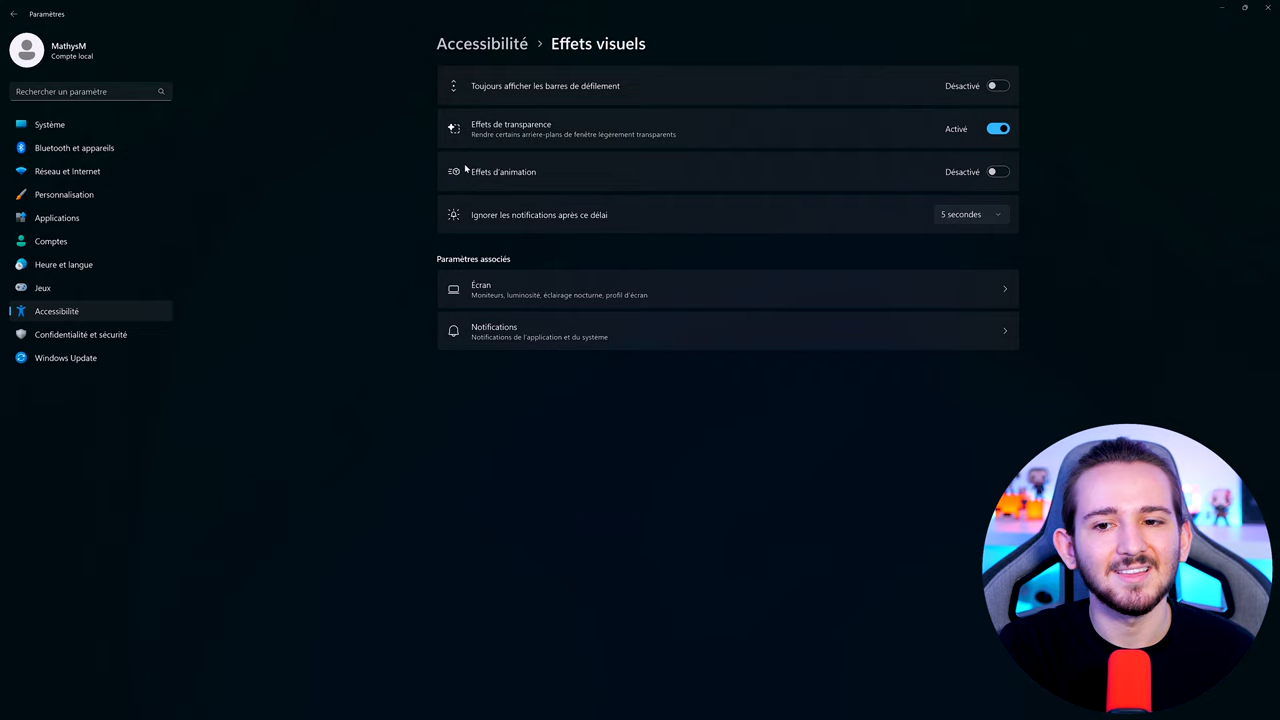 Paramètres
MathysM
Compte local
Rechercher un paramètre
Système
Bluetooth et appareils
Réseau et Internet
Personnalisation
Applications
Comptes
Heure et langue
Jeux
Accessibilité
Confidentialité et sécurité
Windows Update
Accessibilité > Effets visuels
Toujours afficher les barres de défilement
Désactivé
Effets de transparence
Rendre certains arrière-plans de fenêtre légèrement transparents
Activé
Effets d'animation
Désactivé
Ignorer les notifications après ce délai
5 secondes
Paramètres associés
Écran
Moniteurs, luminosité, éclairage nocturne, profil d'écran
Notifications
Notifications de l'application et du système